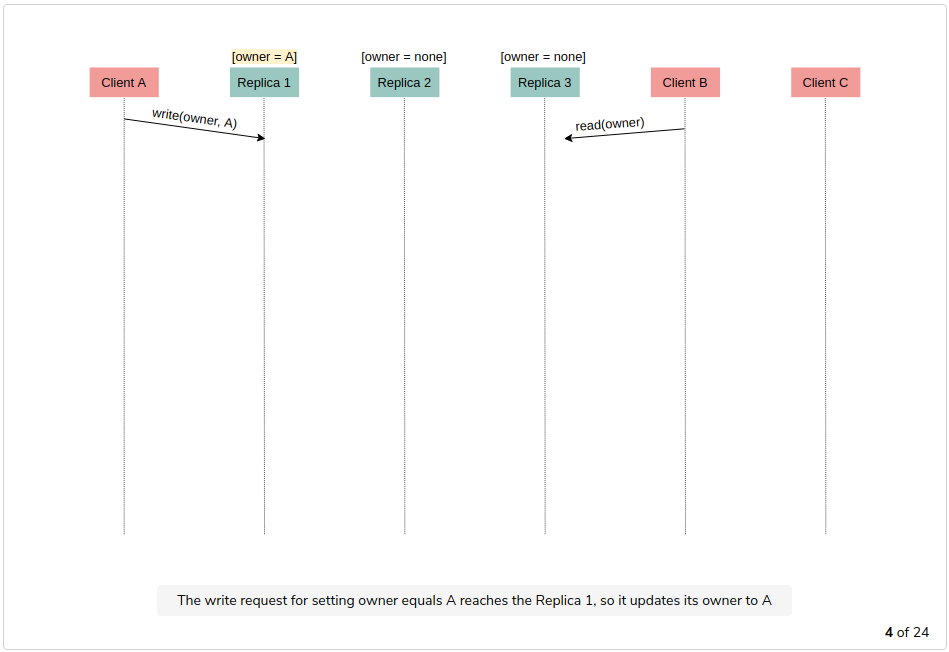 [owner = A] [owner = none] [owner = none]
Client A Replica 1 Replica 2 Replica 3 Client B Client C
write(owner, A) read(owner)
The write request for setting owner equals A reaches the Replica 1, so it updates its owner to A
4 of 24